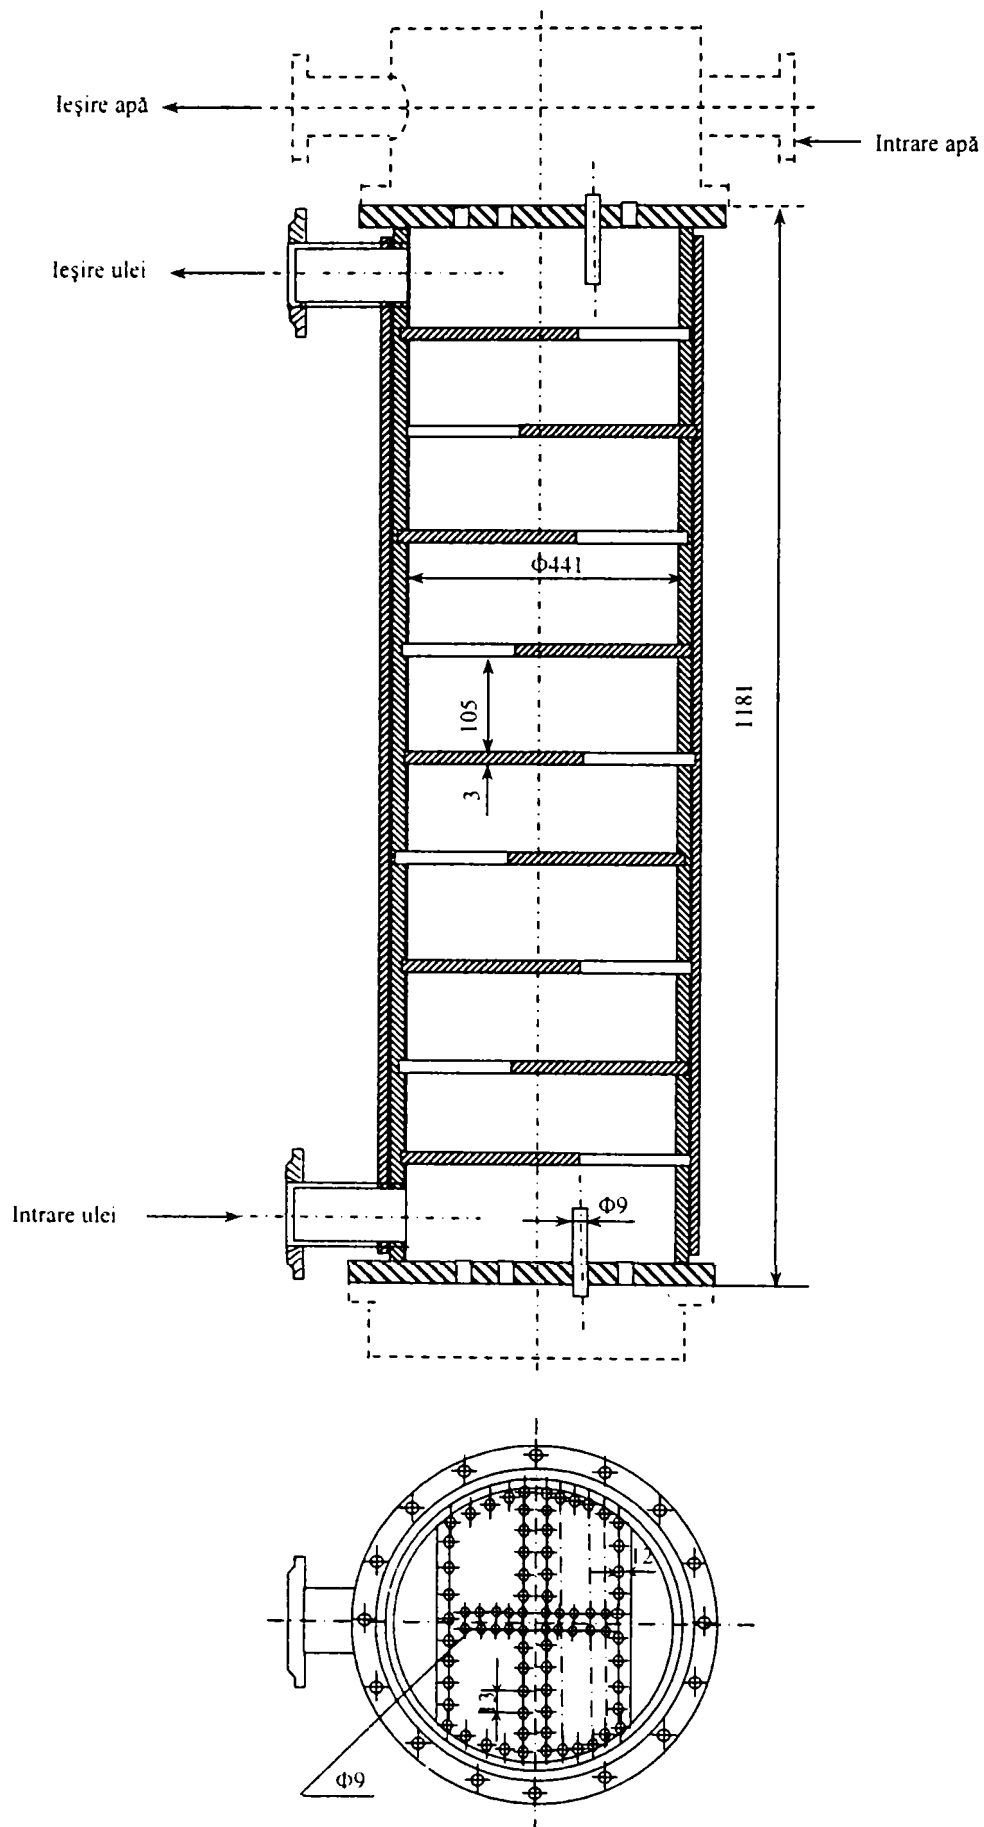 Ieşire apă
Intrare apă
Ieşire ulei
Φ441
105
1181
3
Intrare ulei
Φ9
12
13
Φ9